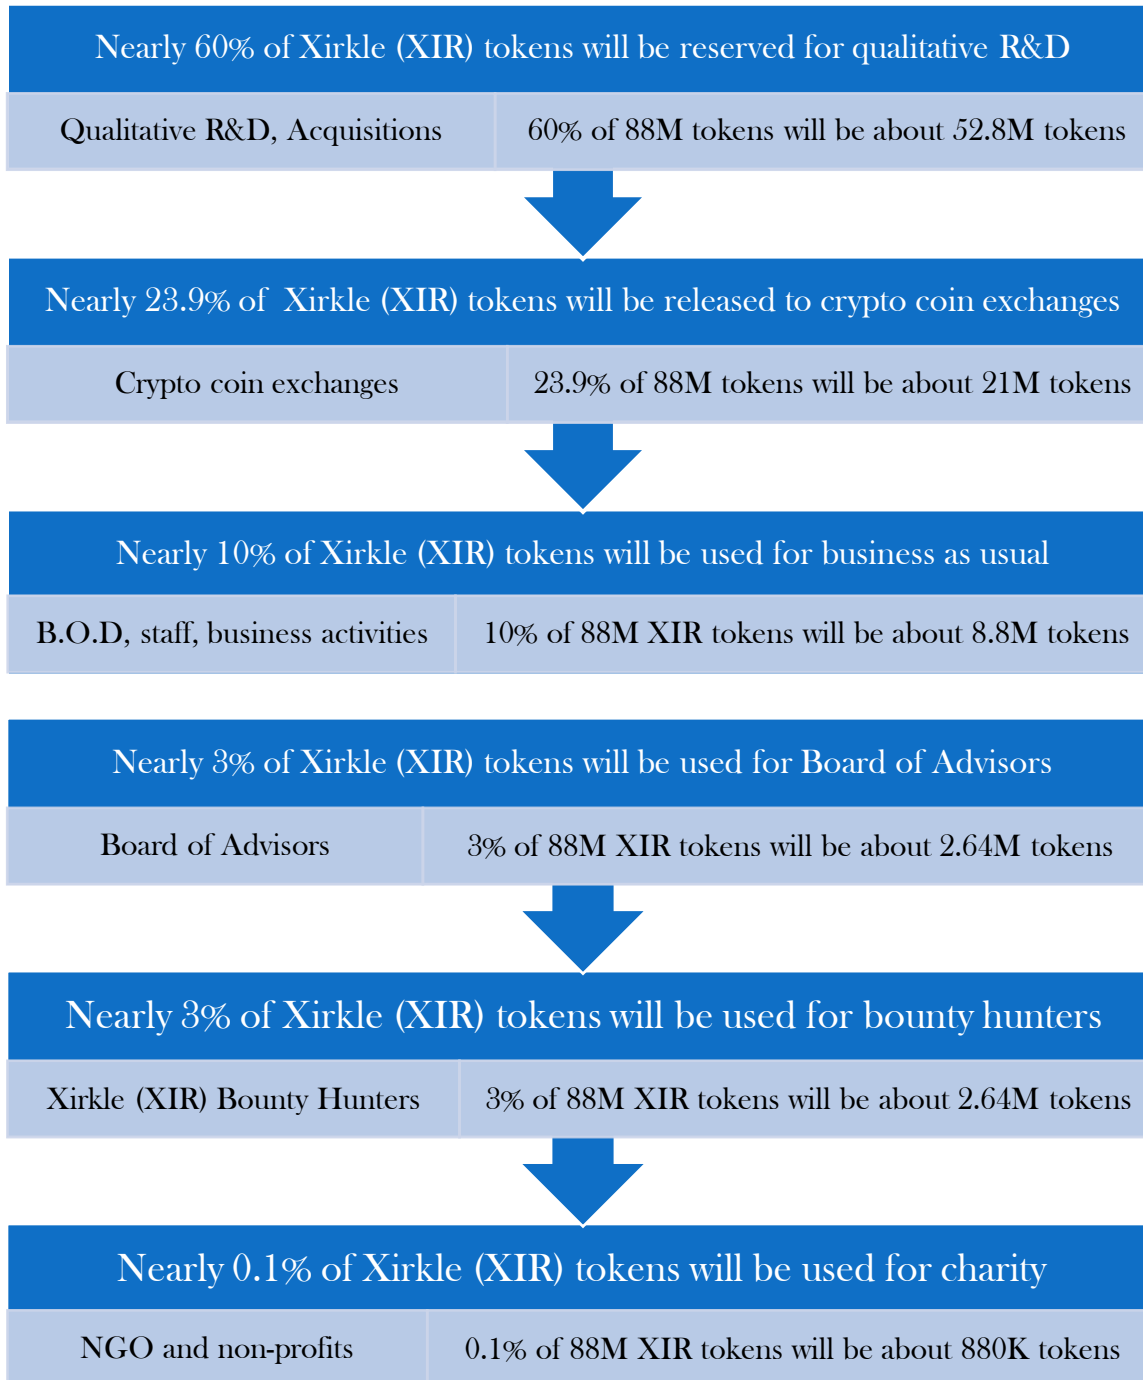 Nearly 60% of Xirkle (XIR) tokens will be reserved for qualitative R&D
Qualitative R&D, Acquisitions
60% of 88M tokens will be about 52.8M tokens
Nearly 23.9% of Xirkle (XIR) tokens will be released to crypto coin exchanges
Crypto coin exchanges
23.9% of 88M tokens will be about 21M tokens
Nearly 10% of Xirkle (XIR) tokens will be used for business as usual
B.O.D, staff, business activities
10% of 88M XIR tokens will be about 8.8M tokens
Nearly 3% of Xirkle (XIR) tokens will be used for Board of Advisors
Board of Advisors
3% of 88M XIR tokens will be about 2.64M tokens
Nearly 3% of Xirkle (XIR) tokens will be used for bounty hunters
Xirkle (XIR) Bounty Hunters
3% of 88M XIR tokens will be about 2.64M tokens
Nearly 0.1% of Xirkle (XIR) tokens will be used for charity
NGO and non-profits
0.1% of 88M XIR tokens will be about 880K tokens